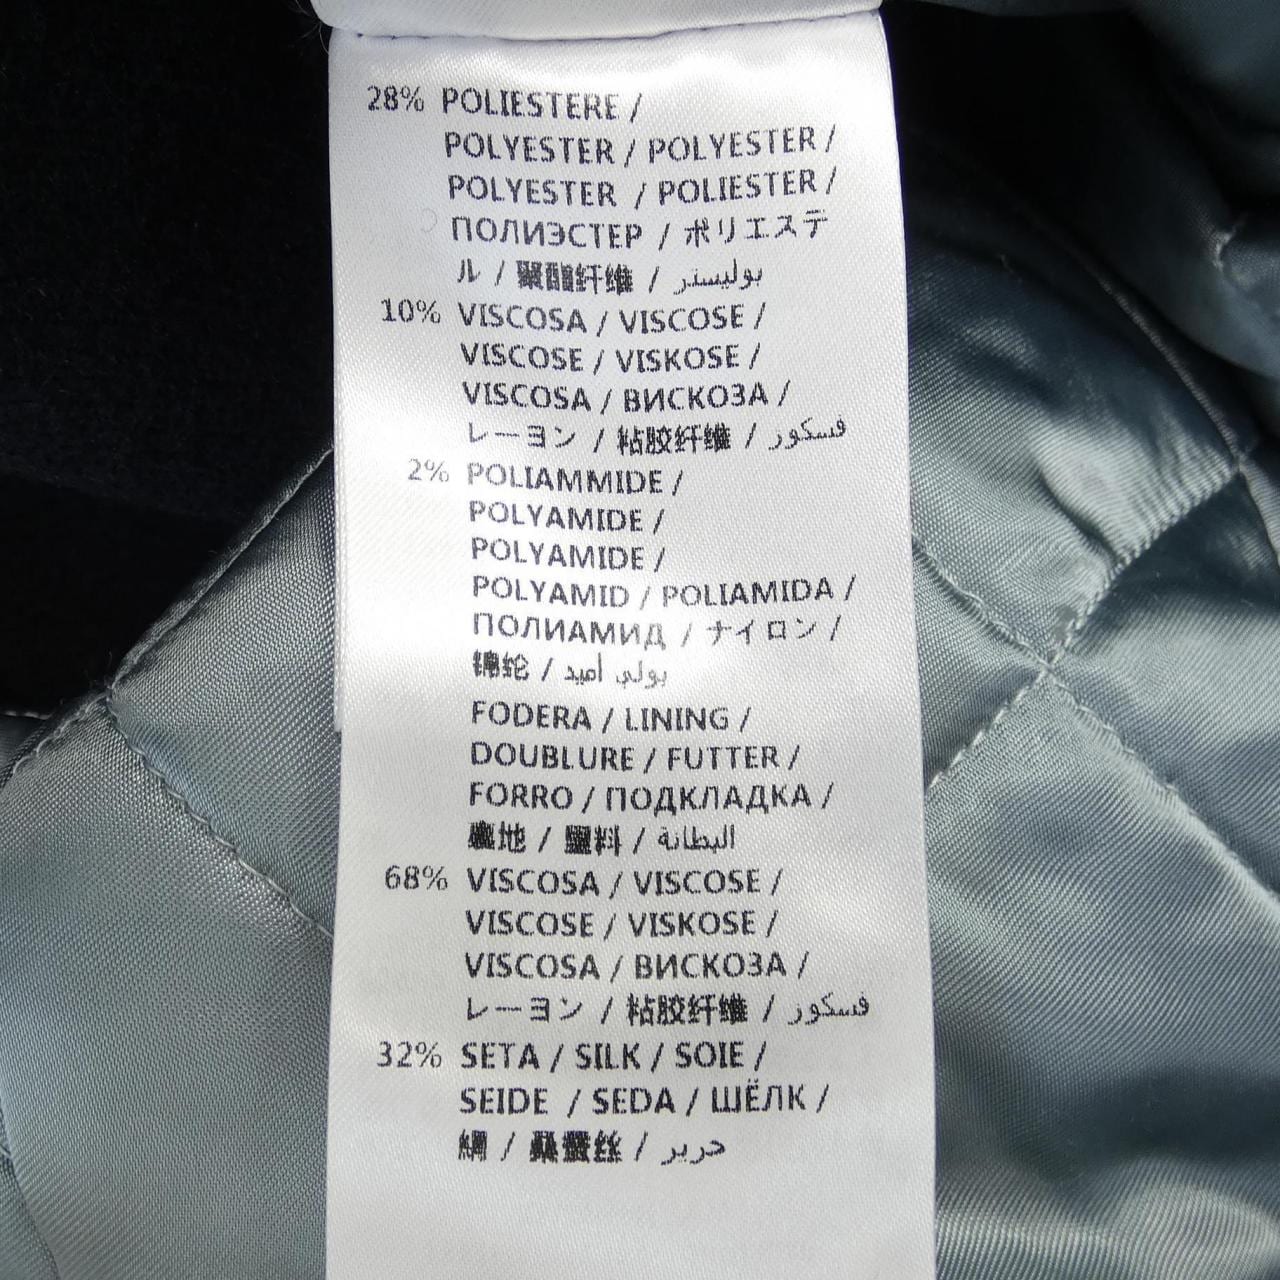 28% POLIESTERE /
POLYESTER / POLYESTER /
POLYESTER / POLIESTER /
ПОЛИЭСТЕР / ポリエステ
ル / 聚酯纤维 / بوليستر
10% VISCOSA / VISCOSE /
VISCOSE / VISKOSE /
VISCOSA / ВИСКОЗА /
レーヨン / 粘胶纤维 / فسكوز
2% POLIAMMIDE /
POLYAMIDE /
POLYAMIDE /
POLYAMID / POLIAMIDA /
ПОЛИАМИД / ナイロン /
锦纶 / بولي أميد
FODERA / LINING /
DOUBLURE / FUTTER /
FORRO / ПОДКЛАДКА /
裏地 / 里料 / البطانة
68% VISCOSA / VISCOSE /
VISCOSE / VISKOSE /
VISCOSA / ВИСКОЗА /
レーヨン / 粘胶纤维 / فسكوز
32% SETA / SILK / SOIE /
SEIDE / SEDA / ШЁЛК /
絹 / 桑蚕丝 / حرير